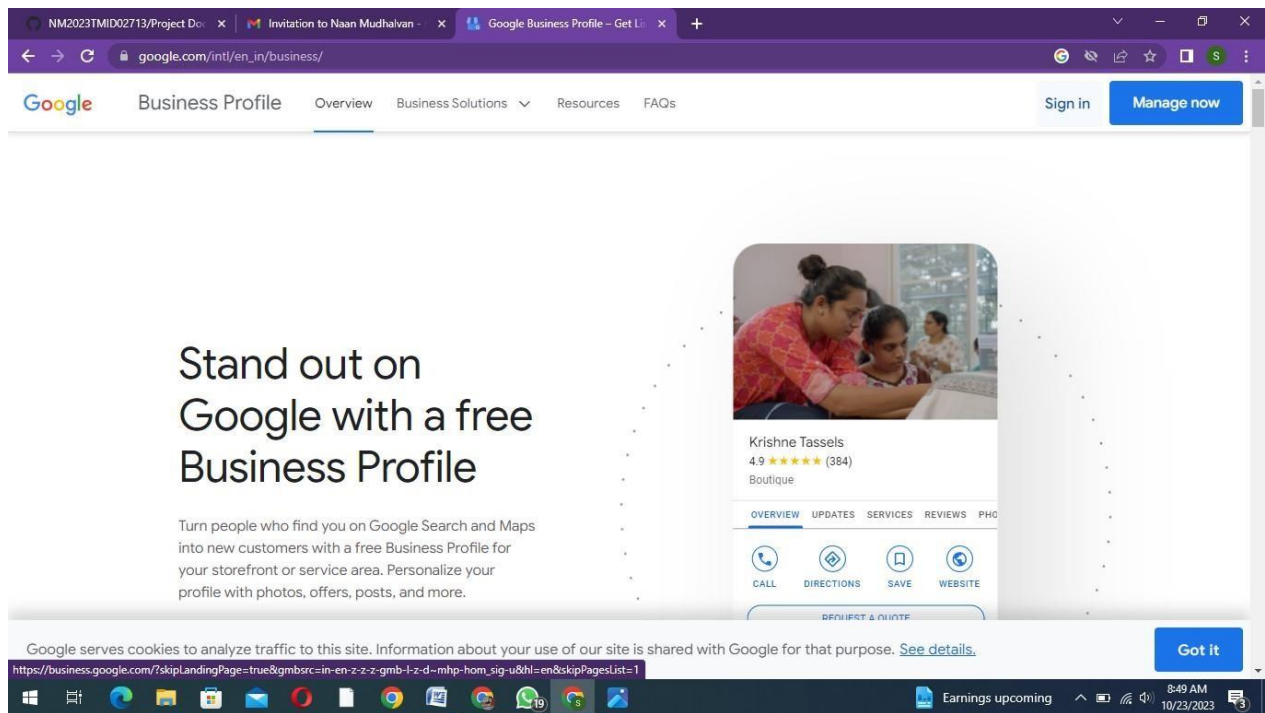 NM2023TMID02713/Project Doc
Invitation to Naan Mudhalvan -
Google Business Profile – Get Li
google.com/intl/en_in/business/
S
Google Business Profile Overview Business Solutions Resources FAQs Sign in Manage now
Stand out on
Google with a free
Business Profile
Turn people who find you on Google Search and Maps
into new customers with a free Business Profile for
your storefront or service area. Personalize your
profile with photos, offers, posts, and more.
Krishne Tassels
4.9 ★★★★★ (384)
Boutique
OVERVIEW UPDATES SERVICES REVIEWS PHO
CALL DIRECTIONS SAVE WEBSITE
REQUEST A QUOTE
Google serves cookies to analyze traffic to this site. Information about your use of our site is shared with Google for that purpose. See details. Got it
https://business.google.com/?skipLandingPage=true&gmbsrc=in-en-z-z-z-gmb-l-z-d~mhp-hom_sig-u&hl=en&skipPagesList=1
19
S
Earnings upcoming
8:49 AM
10/23/2023
3